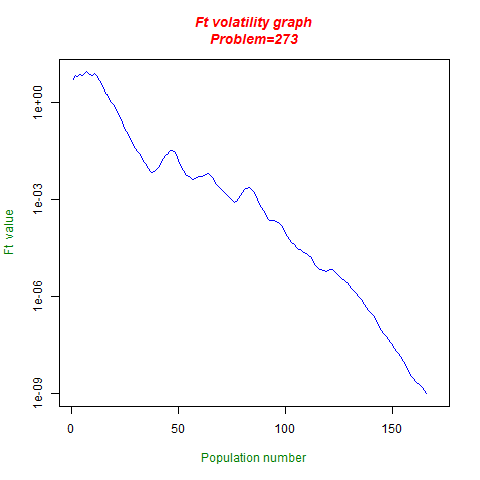 Ft volatility graph
Problem=273
1e+00
1e-03
1e-06
1e-09
Ft value
0
50
100
150
Population number